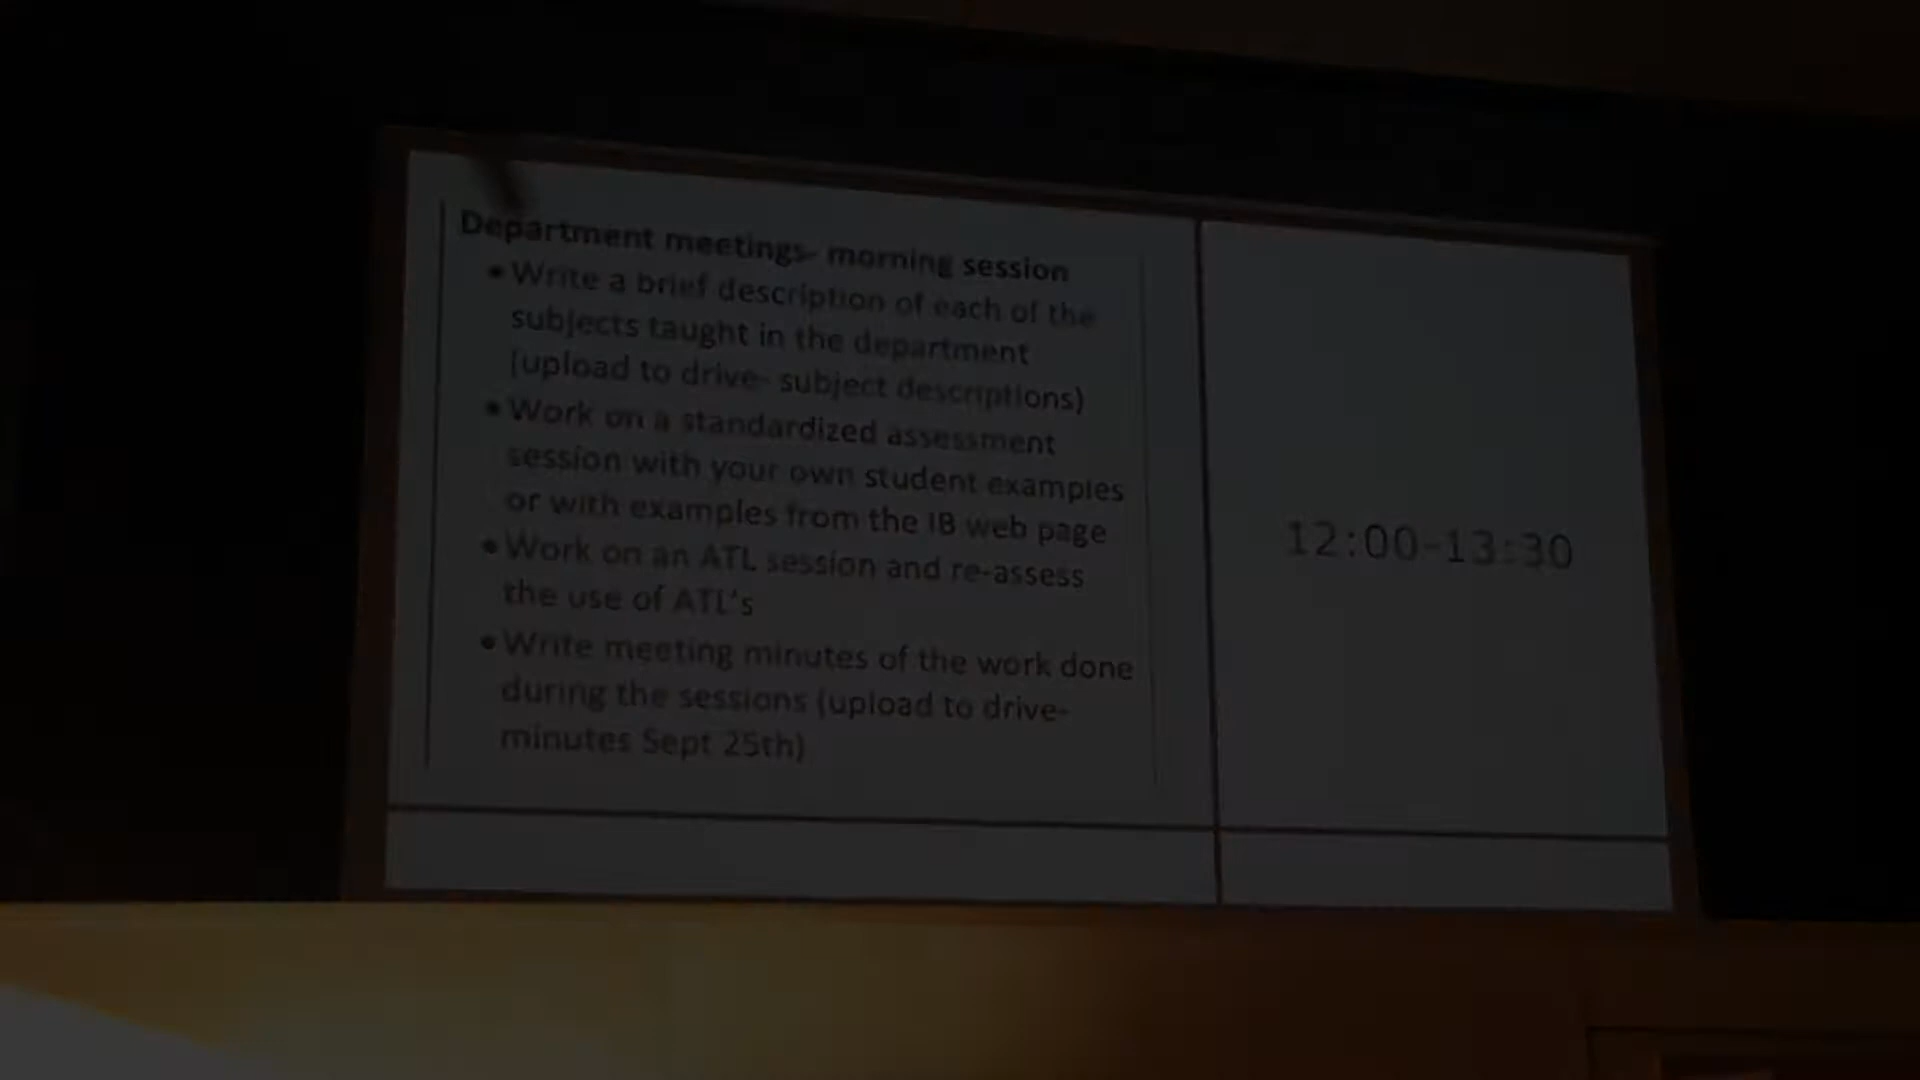 Department meetings- morning session
• Write a brief description of each of the
subjects taught in the department
(upload to drive- subject descriptions)
• Work on a standardized assessment
session with your own student examples
or with examples from the IB web page
• Work on an ATL session and re-assess
the use of ATL's
• Write meeting minutes of the work done
during the sessions (upload to drive-
minutes Sept 25th)
12:00-13:30